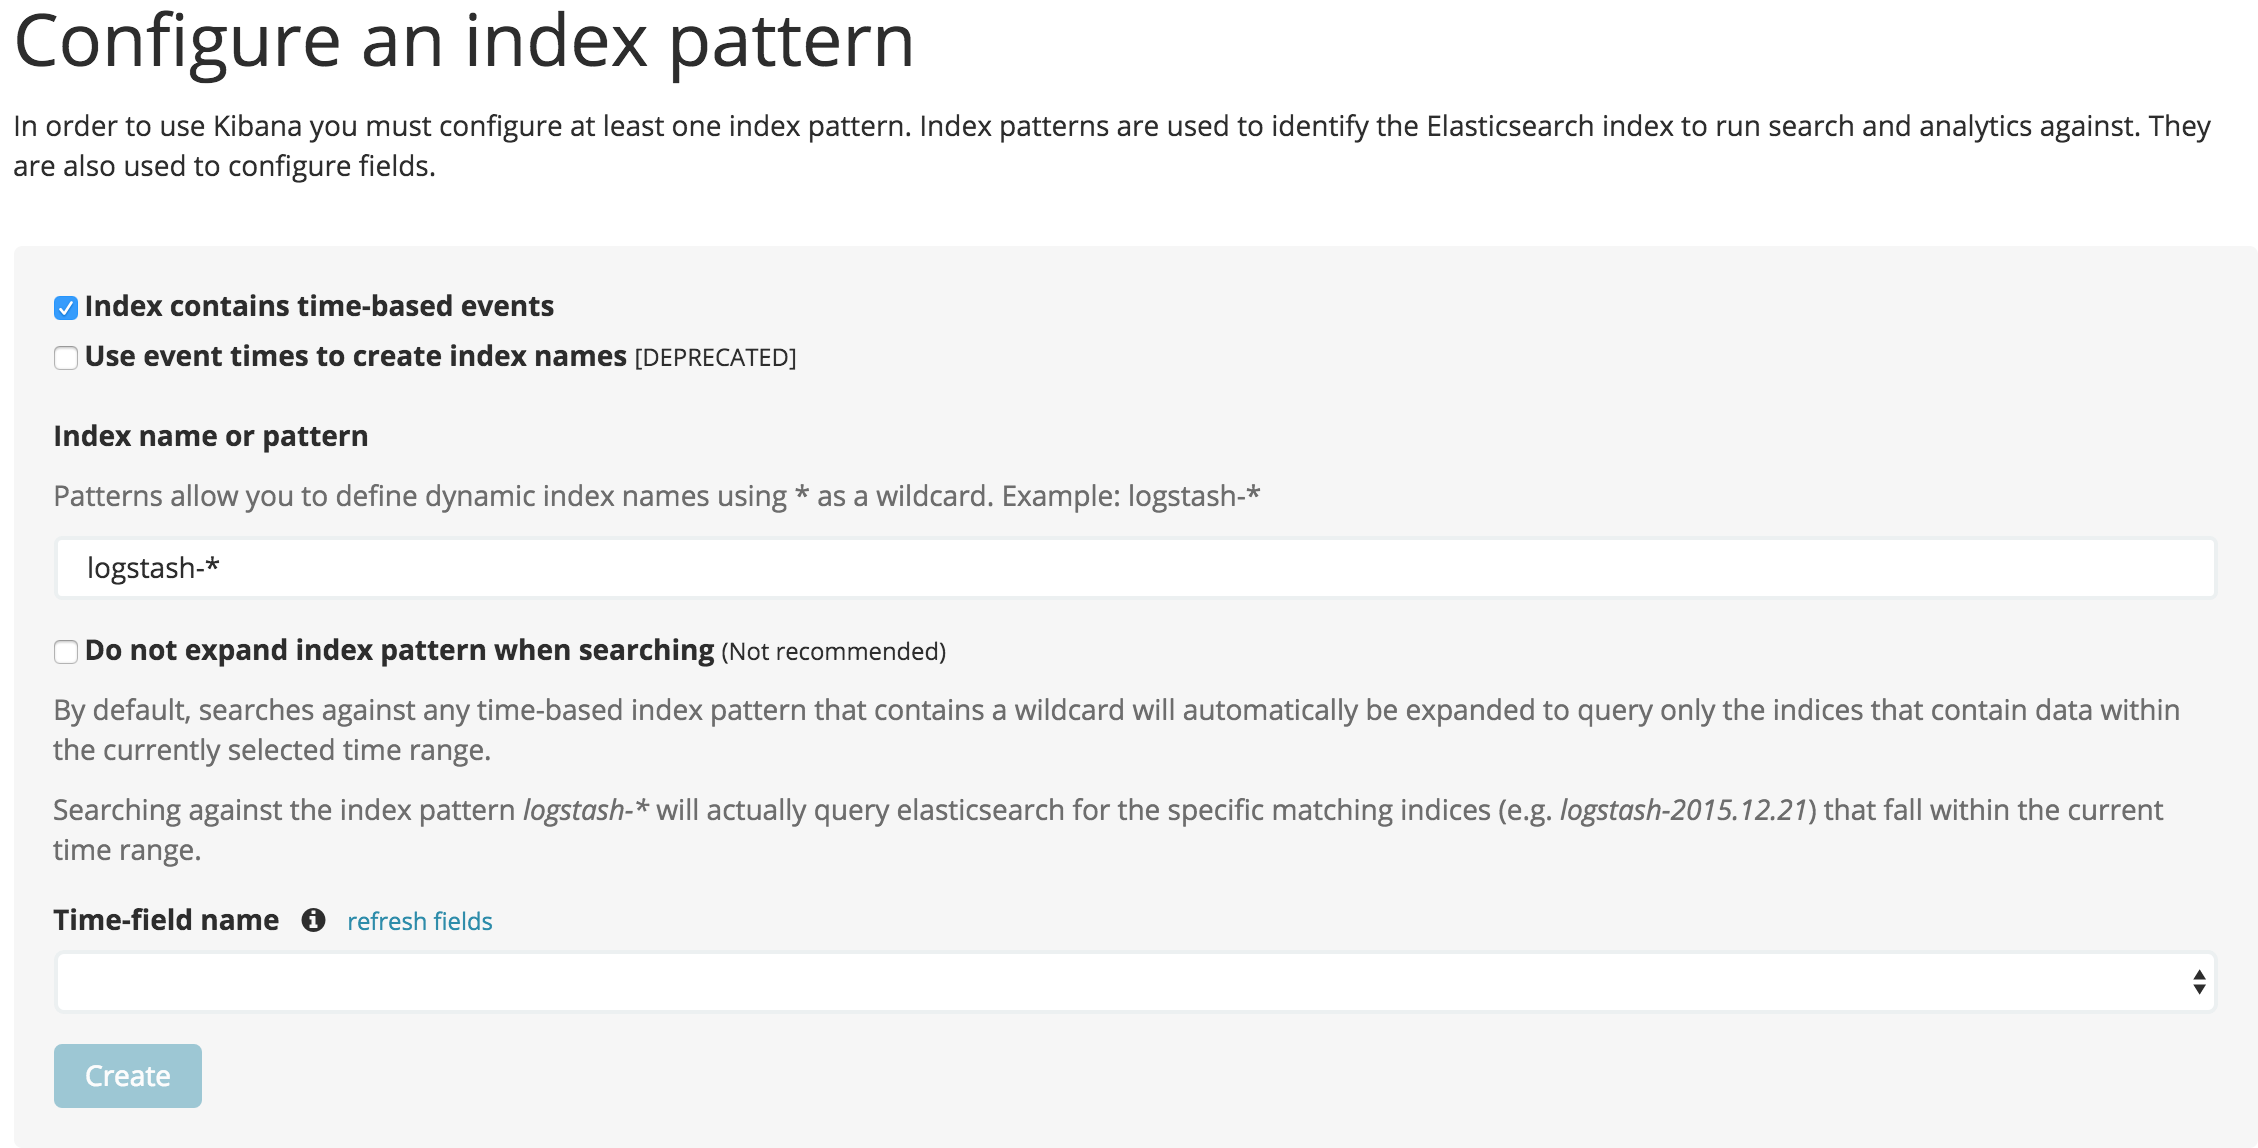 Configure an index pattern
In order to use Kibana you must configure at least one index pattern. Index patterns are used to identify the Elasticsearch index to run search and analytics against. They
are also used to configure fields.
Index contains time-based events
Use event times to create index names [DEPRECATED]
Index name or pattern
Patterns allow you to define dynamic index names using * as a wildcard. Example: logstash-*
logstash-*
Do not expand index pattern when searching (Not recommended)
By default, searches against any time-based index pattern that contains a wildcard will automatically be expanded to query only the indices that contain data within
the currently selected time range.
Searching against the index pattern logstash-* will actually query elasticsearch for the specific matching indices (e.g. logstash-2015.12.21) that fall within the current
time range.
Time-field name refresh fields
Create